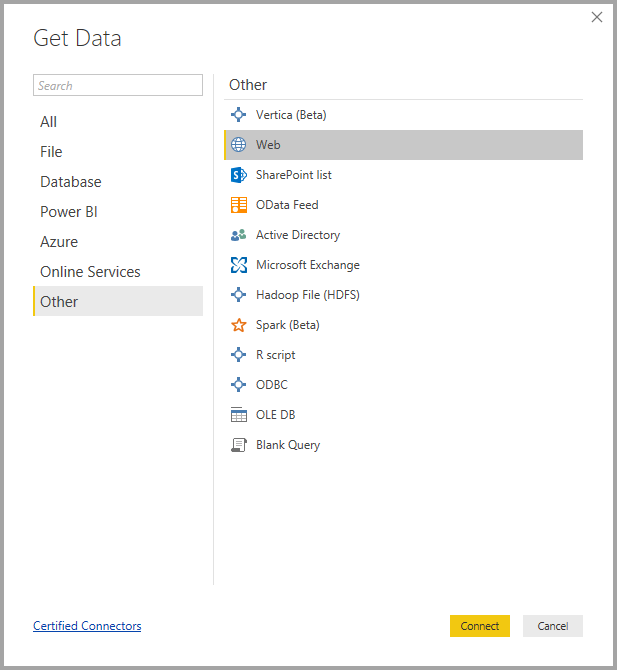 Get Data
Search
All
File
Database
Power BI
Azure
Online Services
Other
Other
Vertica (Beta)
Web
SharePoint list
OData Feed
Active Directory
Microsoft Exchange
Hadoop File (HDFS)
Spark (Beta)
R script
ODBC
OLE DB
Blank Query
Certified Connectors
Connect
Cancel